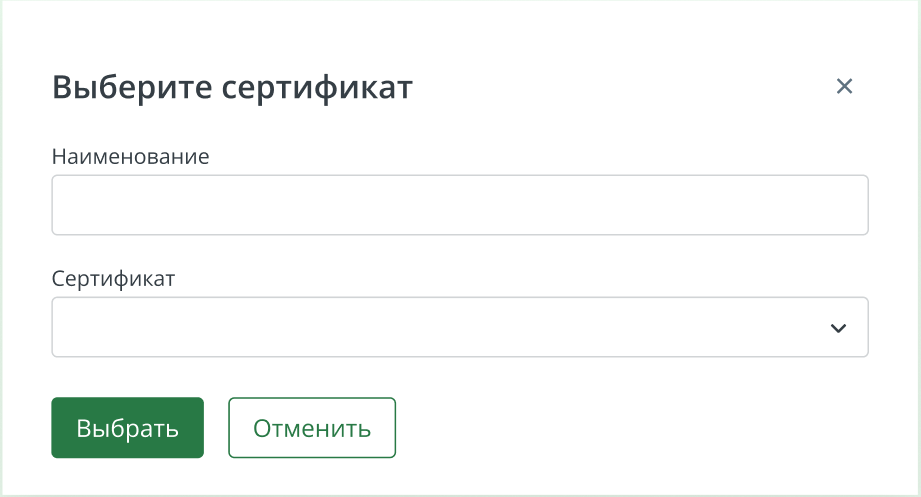 Выберите сертификат
Наименование
Сертификат
Выбрать
Отменить